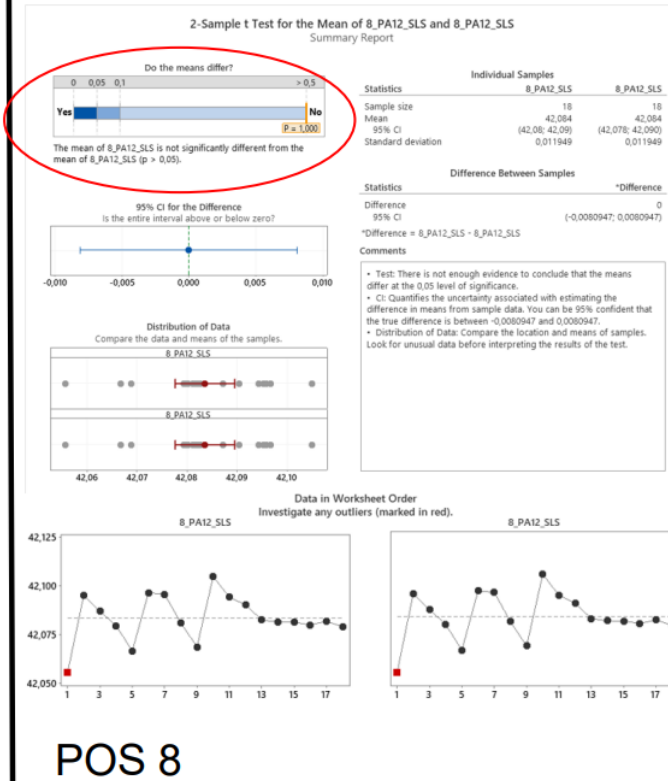 2-Sample t Test for the Mean of 8_PA12_SLS and 8_PA12_SLS
Summary Report
Do the means differ?
0 0,05 0,1 > 0,5
Yes No
P = 1,000
The mean of 8_PA12_SLS is not significantly different from the
mean of 8_PA12_SLS (p > 0,05).
Individual Samples
Statistics 8_PA12_SLS 8_PA12_SLS
Sample size 18 18
Mean 42,084 42,084
95% CI (42,08; 42,09) (42,078; 42,090)
Standard deviation 0,011949 0,011949
Difference Between Samples
Statistics *Difference
Difference 0
95% CI (-0,0080947; 0,0080947)
*Difference = 8_PA12_SLS - 8_PA12_SLS
95% CI for the Difference
Is the entire interval above or below zero?
-0,010 -0,005 0,000 0,005 0,010
Comments
• Test: There is not enough evidence to conclude that the means
differ at the 0,05 level of significance.
• CI: Quantifies the uncertainty associated with estimating the
difference in means from sample data. You can be 95% confident that
the true difference is between -0,0080947 and 0,0080947.
• Distribution of Data: Compare the location and means of samples.
Look for unusual data before interpreting the results of the test.
Distribution of Data
Compare the data and means of the samples.
8_PA12_SLS
8_PA12_SLS
42,06 42,07 42,08 42,09 42,10
Data in Worksheet Order
Investigate any outliers (marked in red).
8_PA12_SLS 8_PA12_SLS
42,125
42,100
42,075
42,050
1 3 5 7 9 11 13 15 17 1 3 5 7 9 11 13 15 17
POS 8